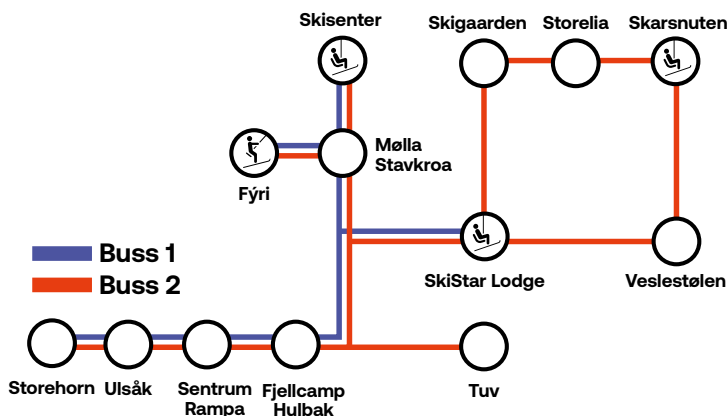 Skisenter
Skigaarden
Storelia
Skarsnuten
Mølla
Stavkroa
Fýri
Buss 1
Buss 2
SkiStar Lodge
Veslestølen
Storehorn
Ulsåk
Sentrum
Rampa
Fjellcamp
Hulbak
Tuv